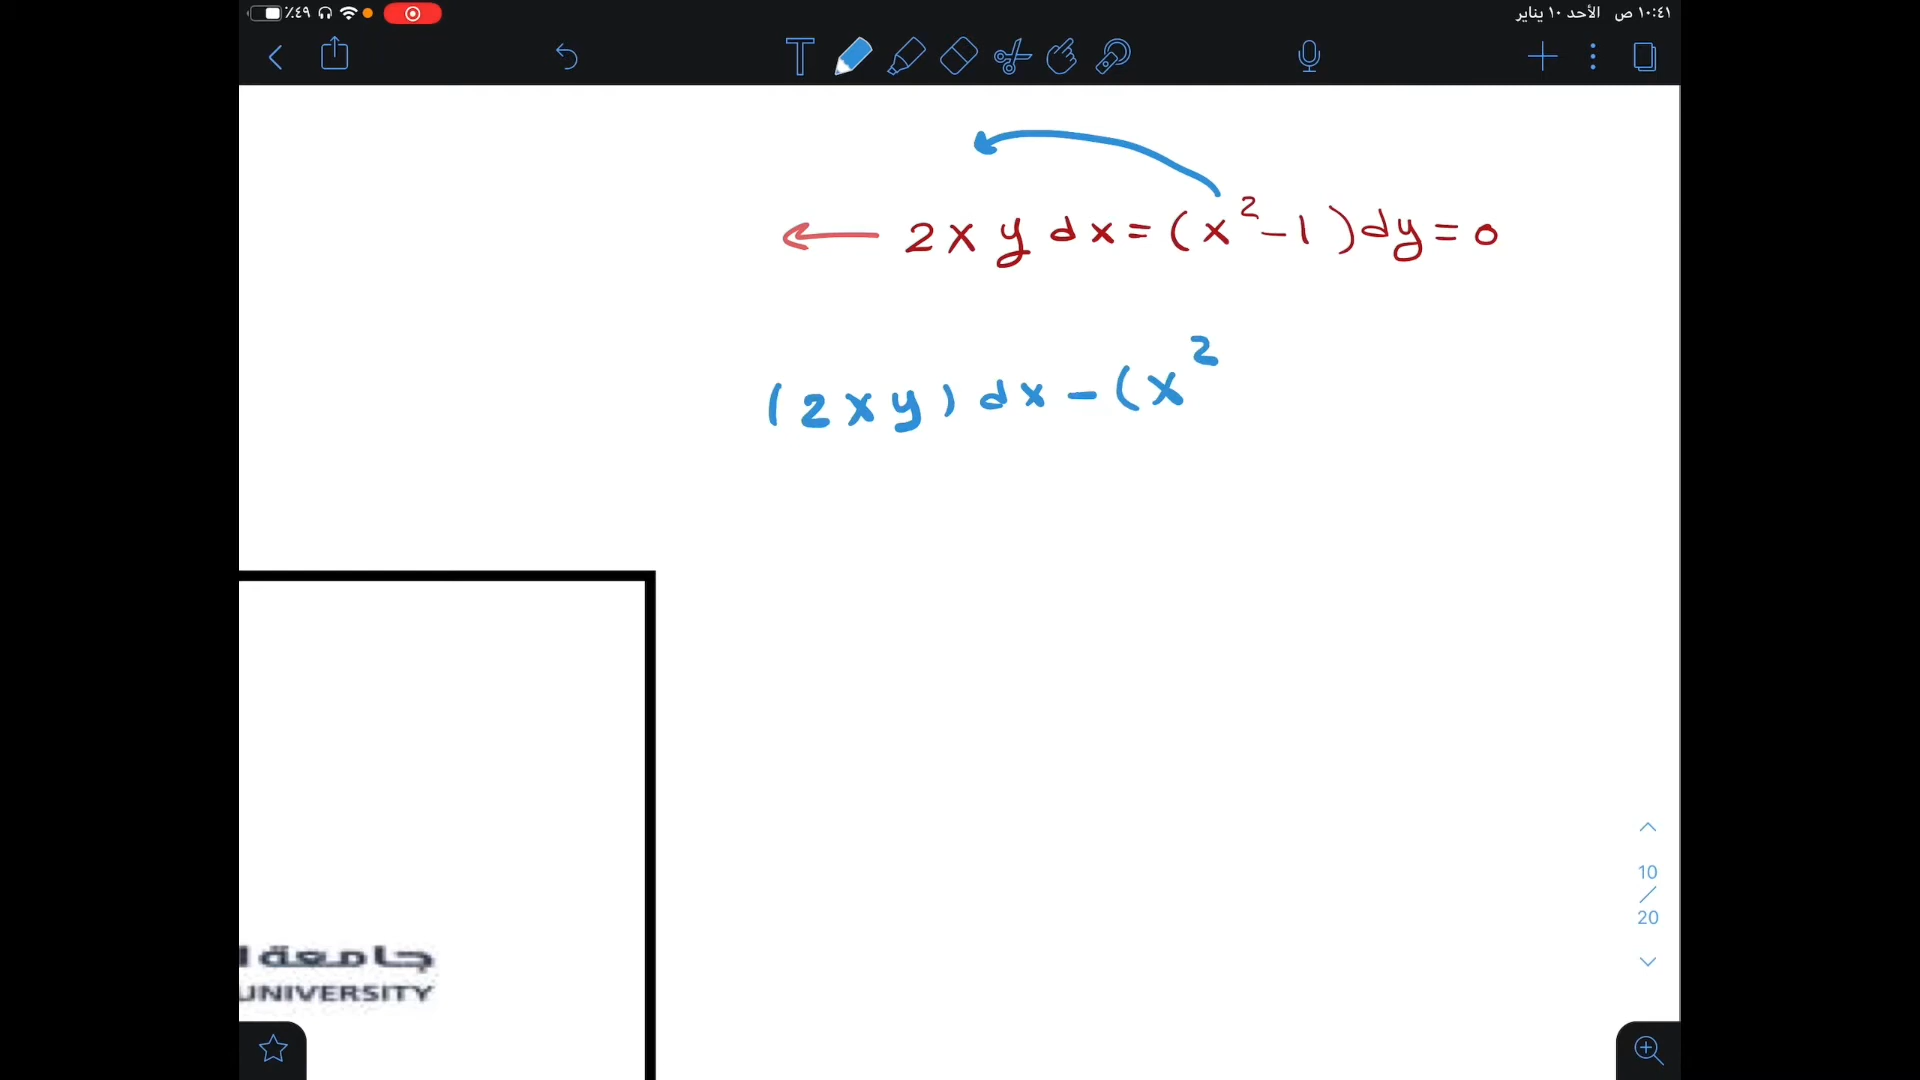 ٪٤٩
١٠:٤١ ص الأحد ١٠ يناير
2xy dx = (x² - 1) dy = 0
(2xy) dx - (x²
10
/
20
جامعة ا
UNIVERSITY